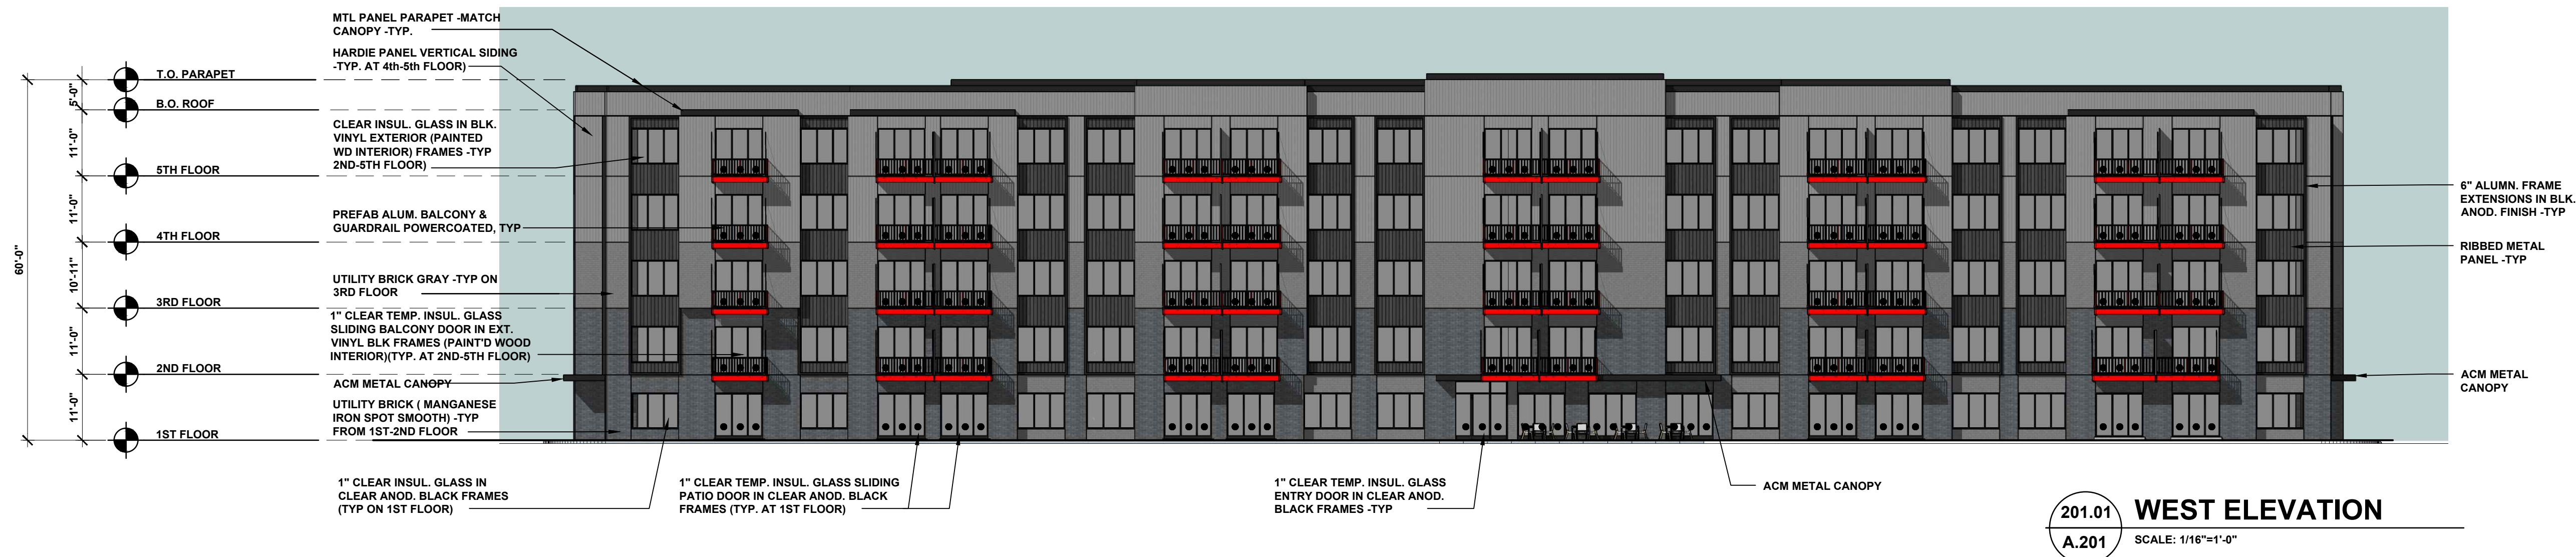 MTL PANEL PARAPET -MATCH
CANOPY -TYP.
HARDIE PANEL VERTICAL SIDING
-TYP. AT 4th-5th FLOOR)
CLEAR INSUL. GLASS IN BLK.
VINYL EXTERIOR (PAINTED
WD INTERIOR) FRAMES -TYP
2ND-5TH FLOOR)
PREFAB ALUM. BALCONY &
GUARDRAIL POWERCOATED, TYP
UTILITY BRICK GRAY -TYP ON
3RD FLOOR
1" CLEAR TEMP. INSUL. GLASS
SLIDING BALCONY DOOR IN EXT.
VINYL BLK FRAMES (PAINT'D WOOD
INTERIOR)(TYP. AT 2ND-5TH FLOOR)
ACM METAL CANOPY
UTILITY BRICK ( MANGANESE
IRON SPOT SMOOTH) -TYP
FROM 1ST-2ND FLOOR
T.O. PARAPET
B.O. ROOF
5TH FLOOR
4TH FLOOR
3RD FLOOR
2ND FLOOR
1ST FLOOR
60'-0"
5'-0"
11'-0"
11'-0"
10'-11"
11'-0"
11'-0"
6" ALUMN. FRAME
EXTENSIONS IN BLK.
ANOD. FINISH -TYP
RIBBED METAL
PANEL -TYP
ACM METAL
CANOPY
1" CLEAR INSUL. GLASS IN
CLEAR ANOD. BLACK FRAMES
(TYP ON 1ST FLOOR)
1" CLEAR TEMP. INSUL. GLASS SLIDING
PATIO DOOR IN CLEAR ANOD. BLACK
FRAMES (TYP. AT 1ST FLOOR)
1" CLEAR TEMP. INSUL. GLASS
ENTRY DOOR IN CLEAR ANOD.
BLACK FRAMES -TYP
ACM METAL CANOPY
201.01
A.201
WEST ELEVATION
SCALE: 1/16"=1'-0"